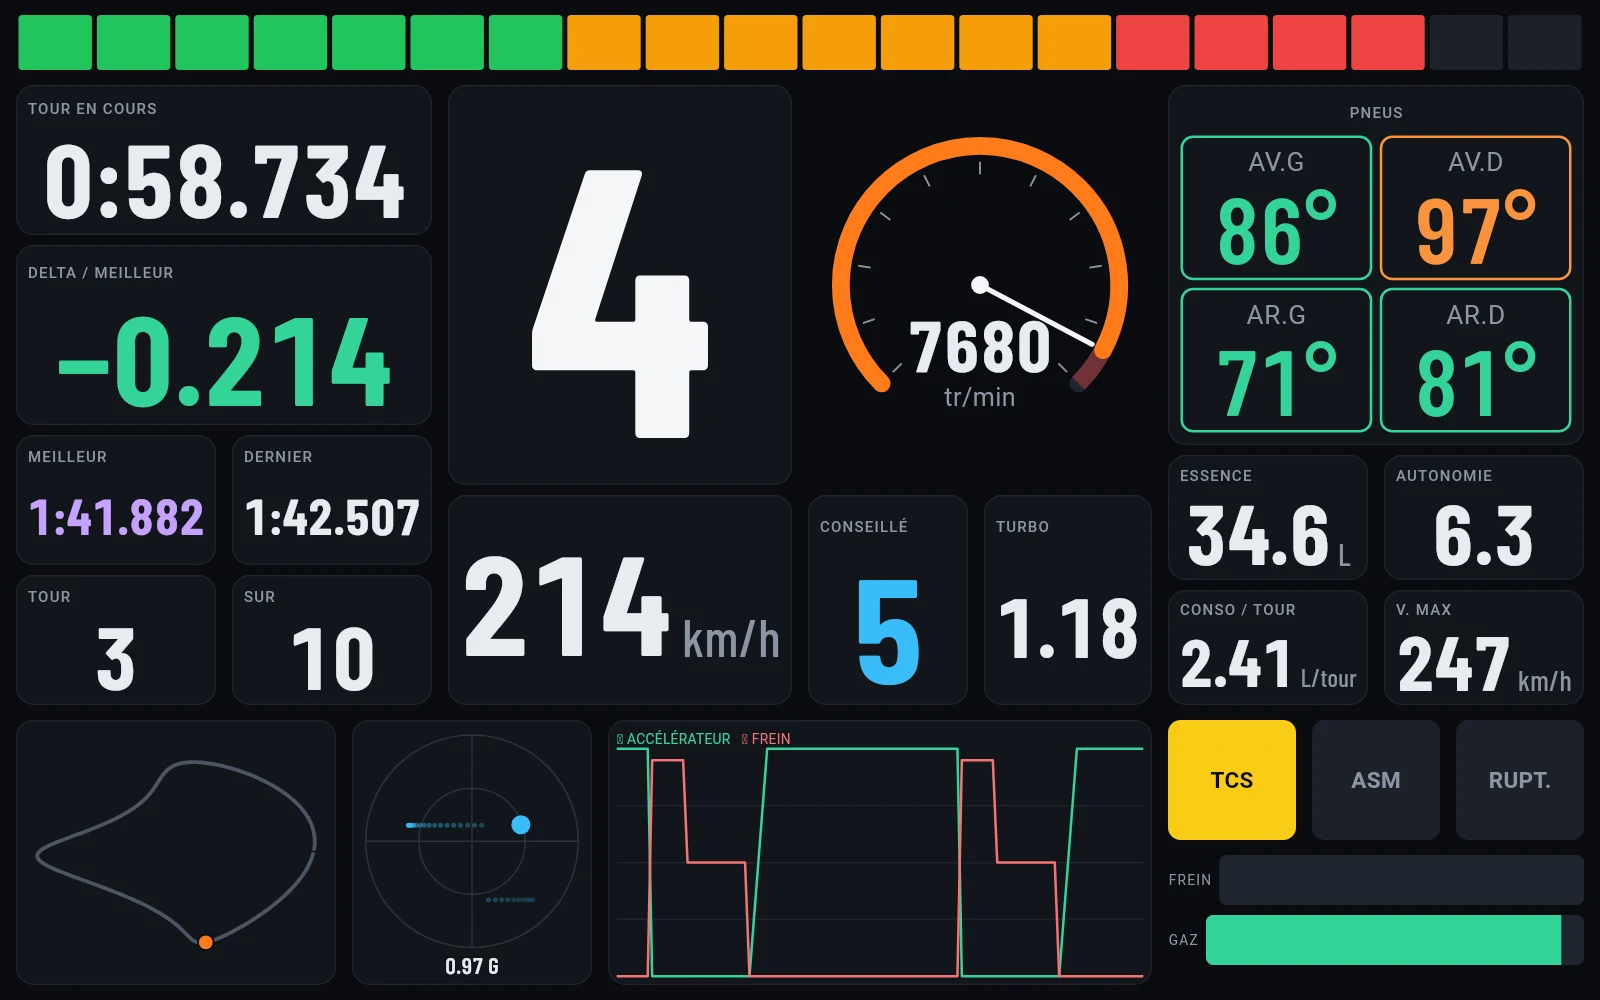 TOUR EN COURS
0:58.734
DELTA / MEILLEUR
−0.214
MEILLEUR
1:41.882
DERNIER
1:42.507
TOUR
3
SUR
10
4
214 km/h
7680
tr/min
CONSEILLÉ
5
TURBO
1.18
PNEUS
AV.G
86°
AV.D
97°
AR.G
71°
AR.D
81°
ESSENCE
34.6 L
AUTONOMIE
6.3
CONSO / TOUR
2.41 L/tour
V. MAX
247 km/h
0.97 G
ACCÉLÉRATEUR FREIN
TCS
ASM
RUPT.
FREIN
GAZ